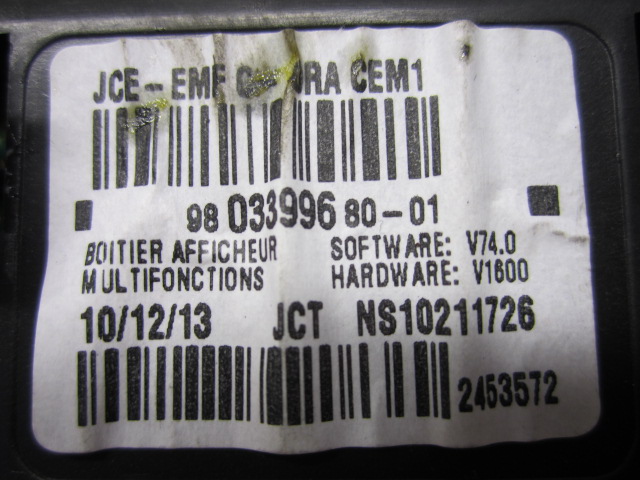 JCE-EMF CEM1
98 033996 80-01
BOITIER AFFICHEUR SOFTWARE: V74.0
MULTIFONCTIONS HARDWARE: V1600
10/12/13 JCT NS10211726
2453572